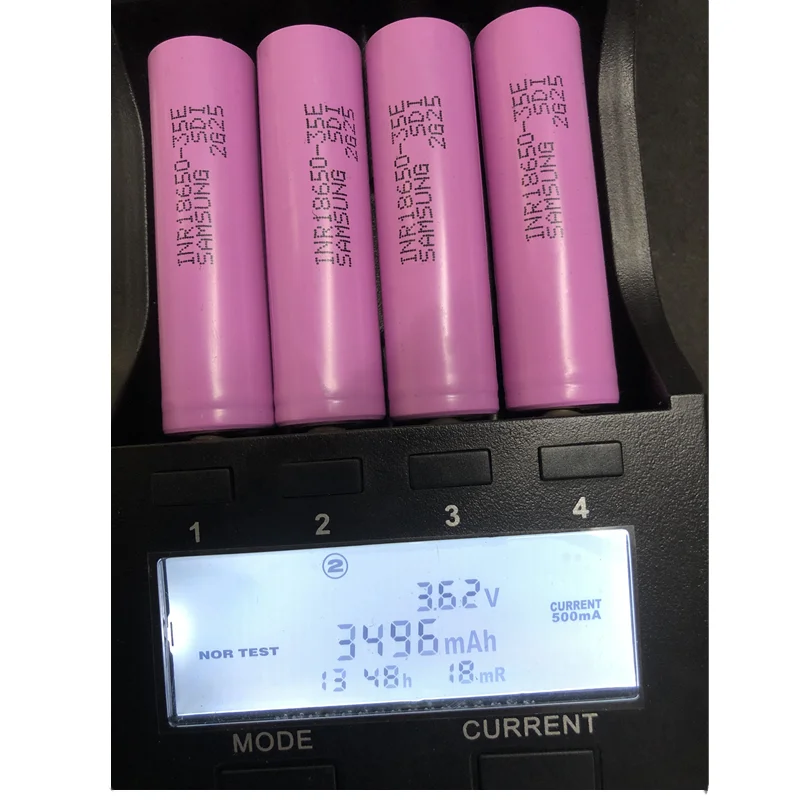 INR18650-35E
SAMSUNG SDI
2G25
INR18650-35E
SAMSUNG SDI
2G25
INR18650-35E
SAMSUNG SDI
2G25
INR18650-35E
SAMSUNG SDI
2G25
1
2
3
4
2
3.62V
CURRENT
500mA
NOR TEST
3496mAh
13 48h 18mR
MODE
CURRENT